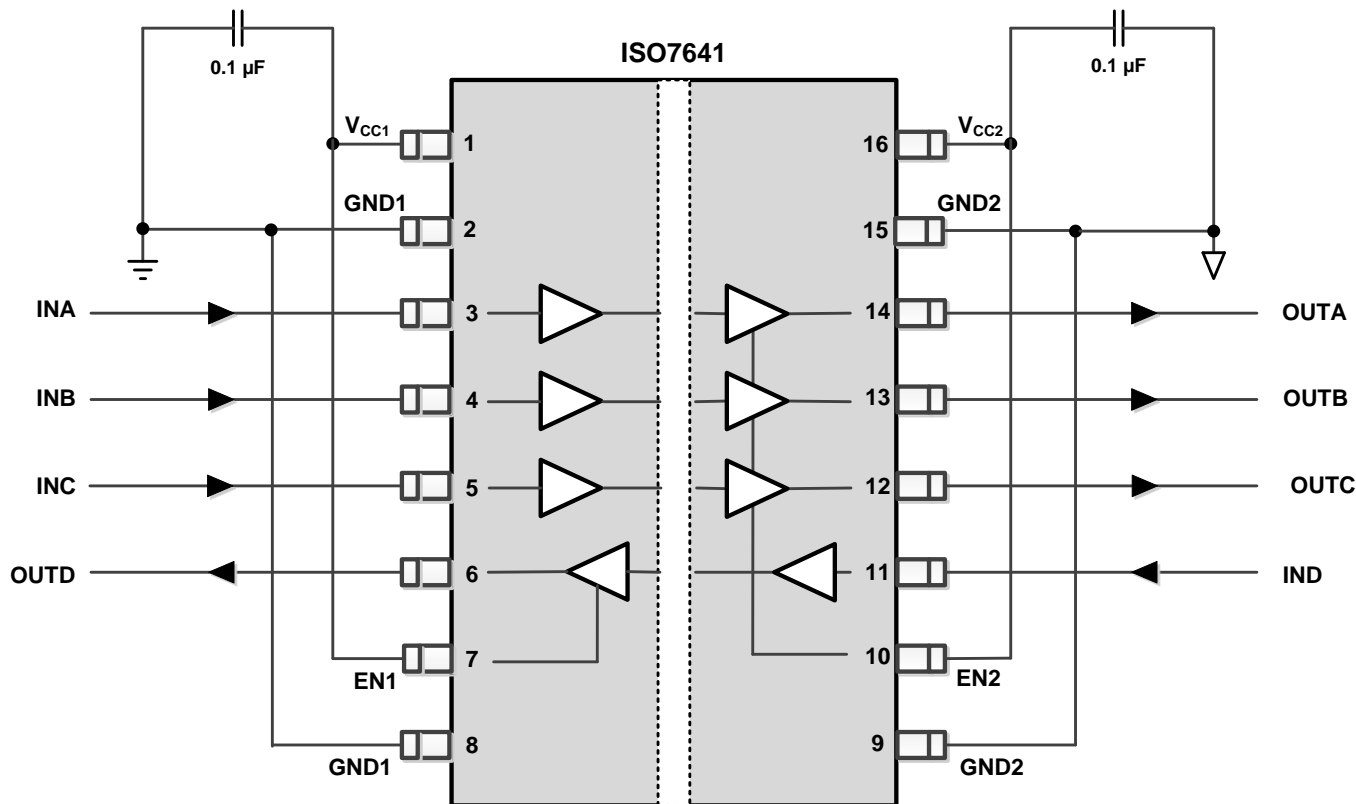 ISO7641
0.1 µF
0.1 µF
VCC1
1
16
VCC2
GND1
2
15
GND2
INA
3
14
OUTA
INB
4
13
OUTB
INC
5
12
OUTC
OUTD
6
11
IND
EN1
7
10
EN2
GND1
8
9
GND2